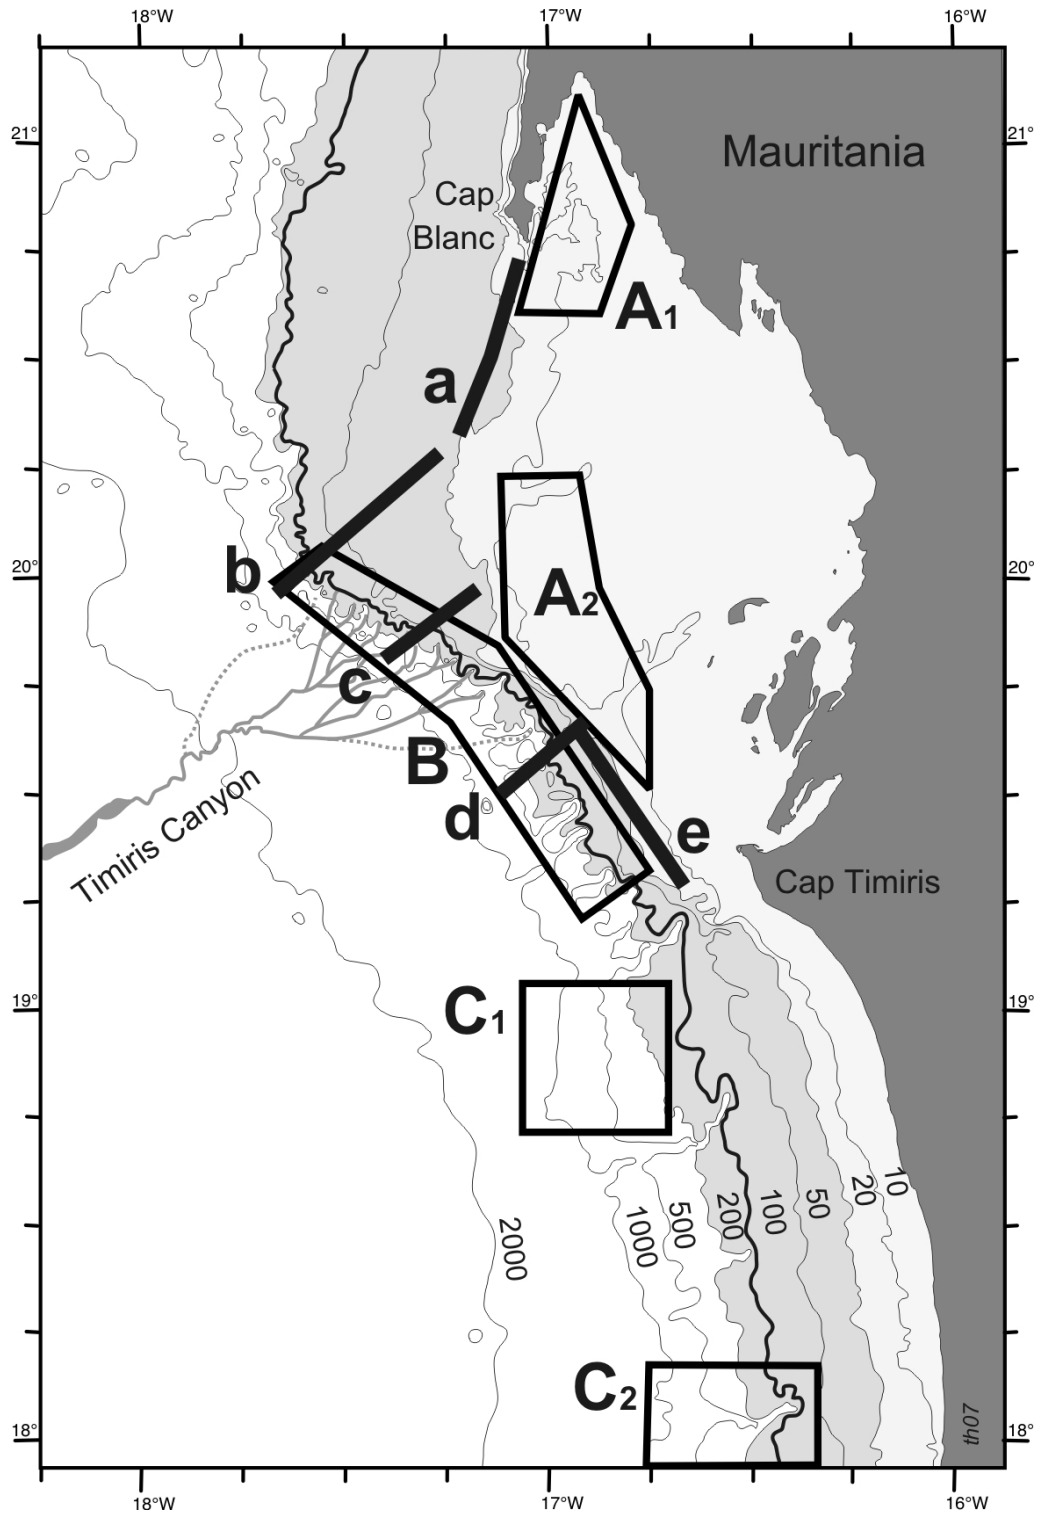 18°W 17°W 16°W
21° 21°
Mauritania
Cap
Blanc
A1
a
20° 20°
b
A2
c
B
d
e
Timiris Canyon
Cap Timiris
19° 19°
C1
2000 1000 500 200 100 50 20 10
C2
th07
18° 18°
18°W 17°W 16°W